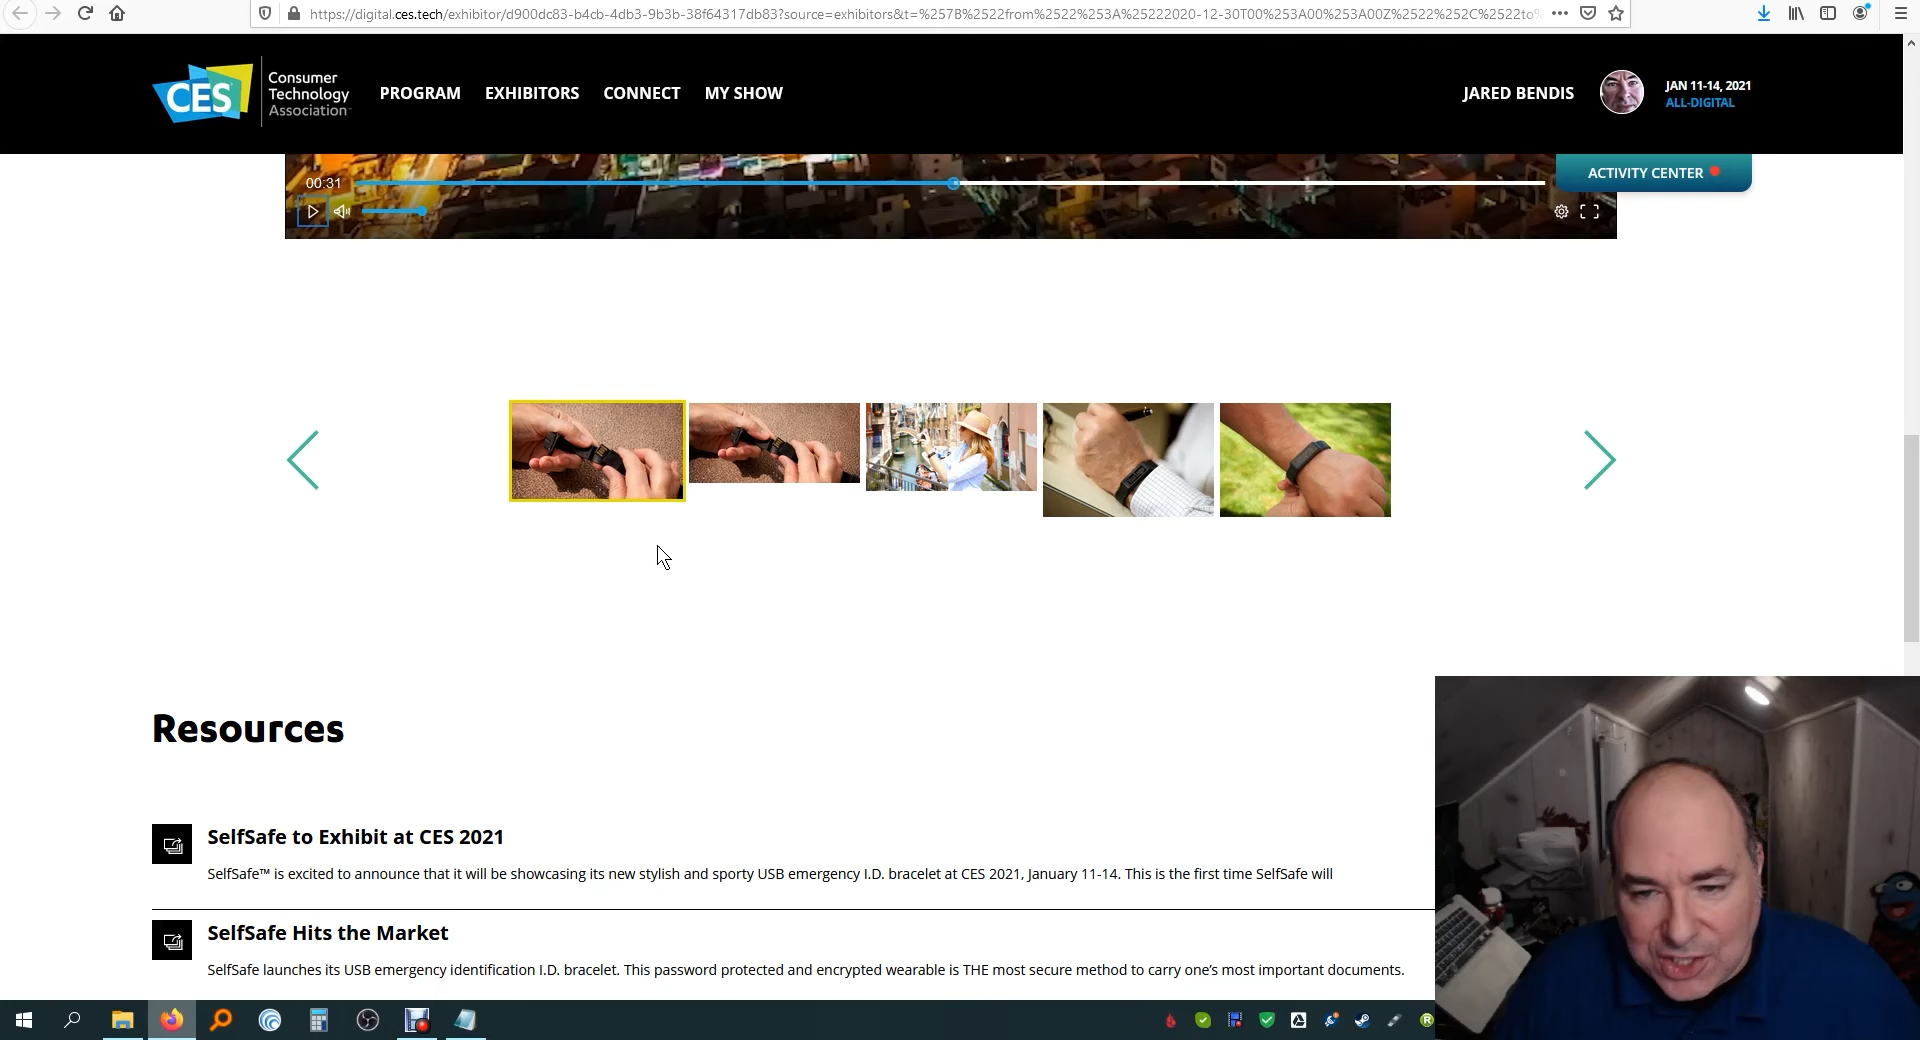 https://digital.ces.tech/exhibitor/d900dc83-b4cb-4db3-9b3b-38f64317db83?source=exhibitors&t=%257B%2522from%2522%253A%25222020-12-30T00%253A00%253A00Z%2522%252C%2522to%
CES
Consumer
Technology
Association
PROGRAM
EXHIBITORS
CONNECT
MY SHOW
JARED BENDIS
JAN 11-14, 2021
ALL-DIGITAL
00:31
ACTIVITY CENTER
Resources
SelfSafe to Exhibit at CES 2021
SelfSafe™ is excited to announce that it will be showcasing its new stylish and sporty USB emergency I.D. bracelet at CES 2021, January 11-14. This is the first time SelfSafe will
SelfSafe Hits the Market
SelfSafe launches its USB emergency identification I.D. bracelet. This password protected and encrypted wearable is THE most secure method to carry one’s most important documents.